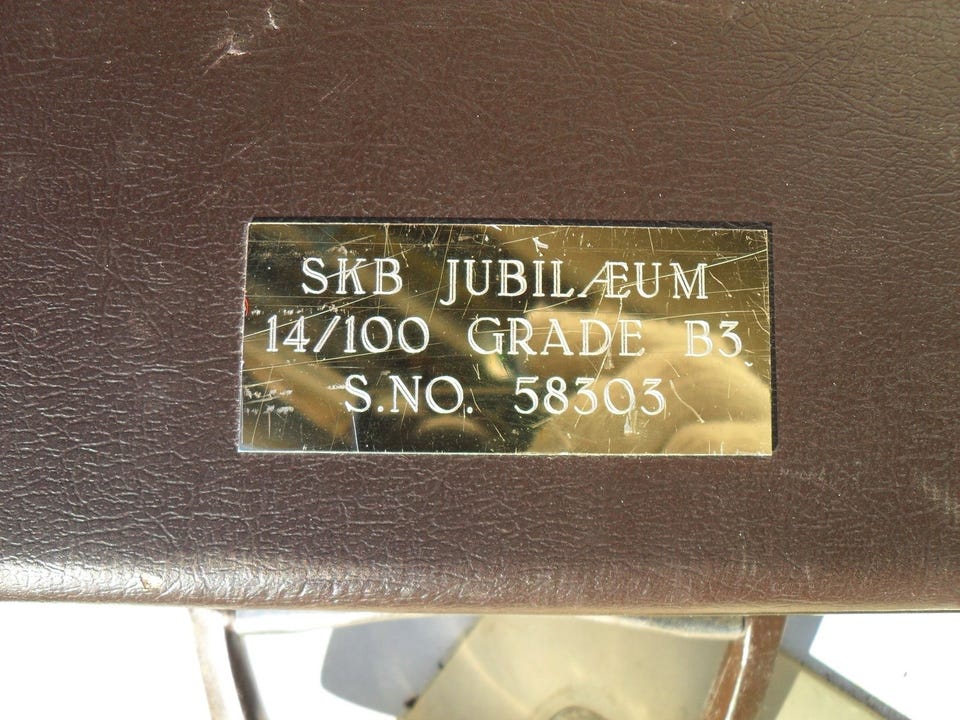 SKB JUBILÆUM
14/100 GRADE B3
S.NO. 58303